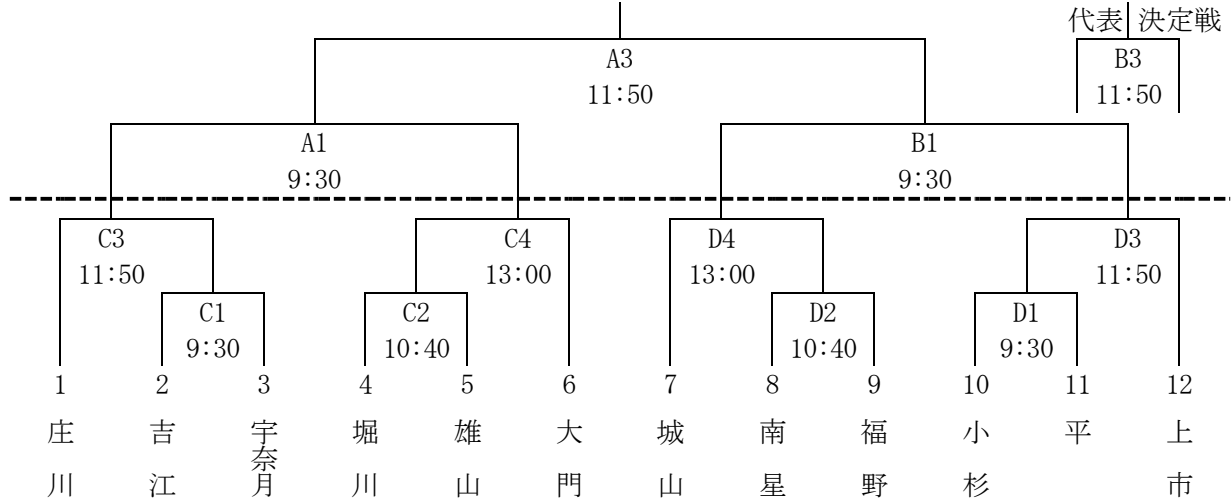 代表 決定戦
A3
B3
11:50
11:50
A1
B1
9:30
9:30
C3
C4
D4
D3
11:50
13:00
13:00
11:50
C1
C2
D2
D1
9:30
10:40
10:40
9:30
1 2 3 4 5 6 7 8 9 10 11 12
庄川
吉江
宇奈月
堀川
雄山
大門
城山
南星
福野
小杉
平
上市